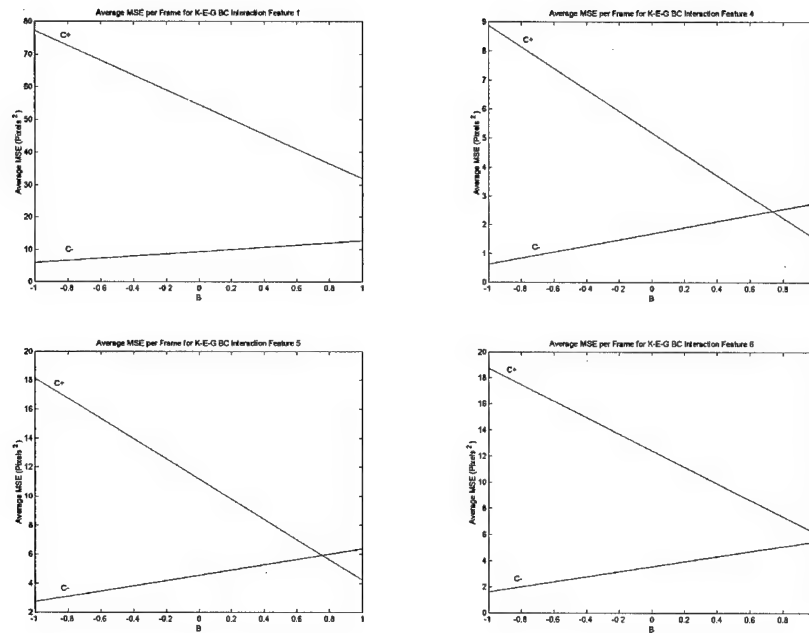 Average MSE per Frame for K-E-G BC Interaction Feature 1
80
70
60
50
40
30
20
10
0
Average MSE (Pixels 2)
C+
C-
-1 -0.8 -0.6 -0.4 -0.2 0 0.2 0.4 0.6 0.8 1
B
Average MSE per Frame for K-E-G BC Interaction Feature 4
9
8
7
6
5
4
3
2
1
0
Average MSE (Pixels 2)
C+
C-
-1 -0.8 -0.6 -0.4 -0.2 0 0.2 0.4 0.6 0.8
B
Average MSE per Frame for K-E-G BC Interaction Feature 5
20
18
16
14
12
10
8
6
4
2
Average MSE (Pixels 2)
C+
C-
-1 -0.8 -0.6 -0.4 -0.2 0 0.2 0.4 0.6 0.8 1
B
Average MSE per Frame for K-E-G BC Interaction Feature 6
20
18
16
14
12
10
8
6
4
2
0
Average MSE (Pixels 2)
C+
C-
-1 -0.8 -0.6 -0.4 -0.2 0 0.2 0.4 0.6 0.8
B